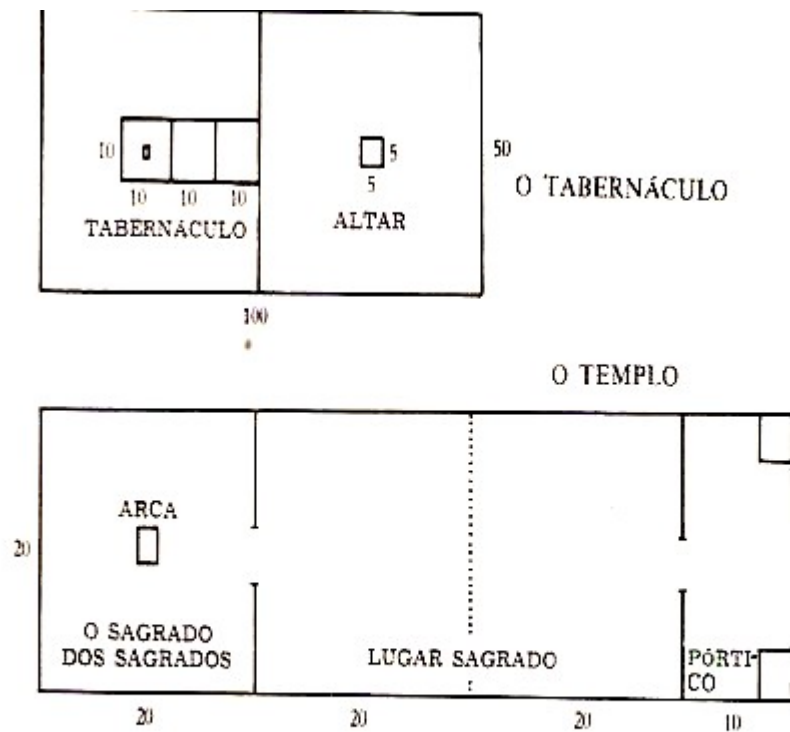 10
5
50
5
O TABERNÁCULO
10 10 10
TABERNÁCULO
ALTAR
100
O TEMPLO
ARCA
20
O SAGRADO
DOS SAGRADOS
LUGAR SAGRADO
PÓRTI-
CO
20 20 20 10